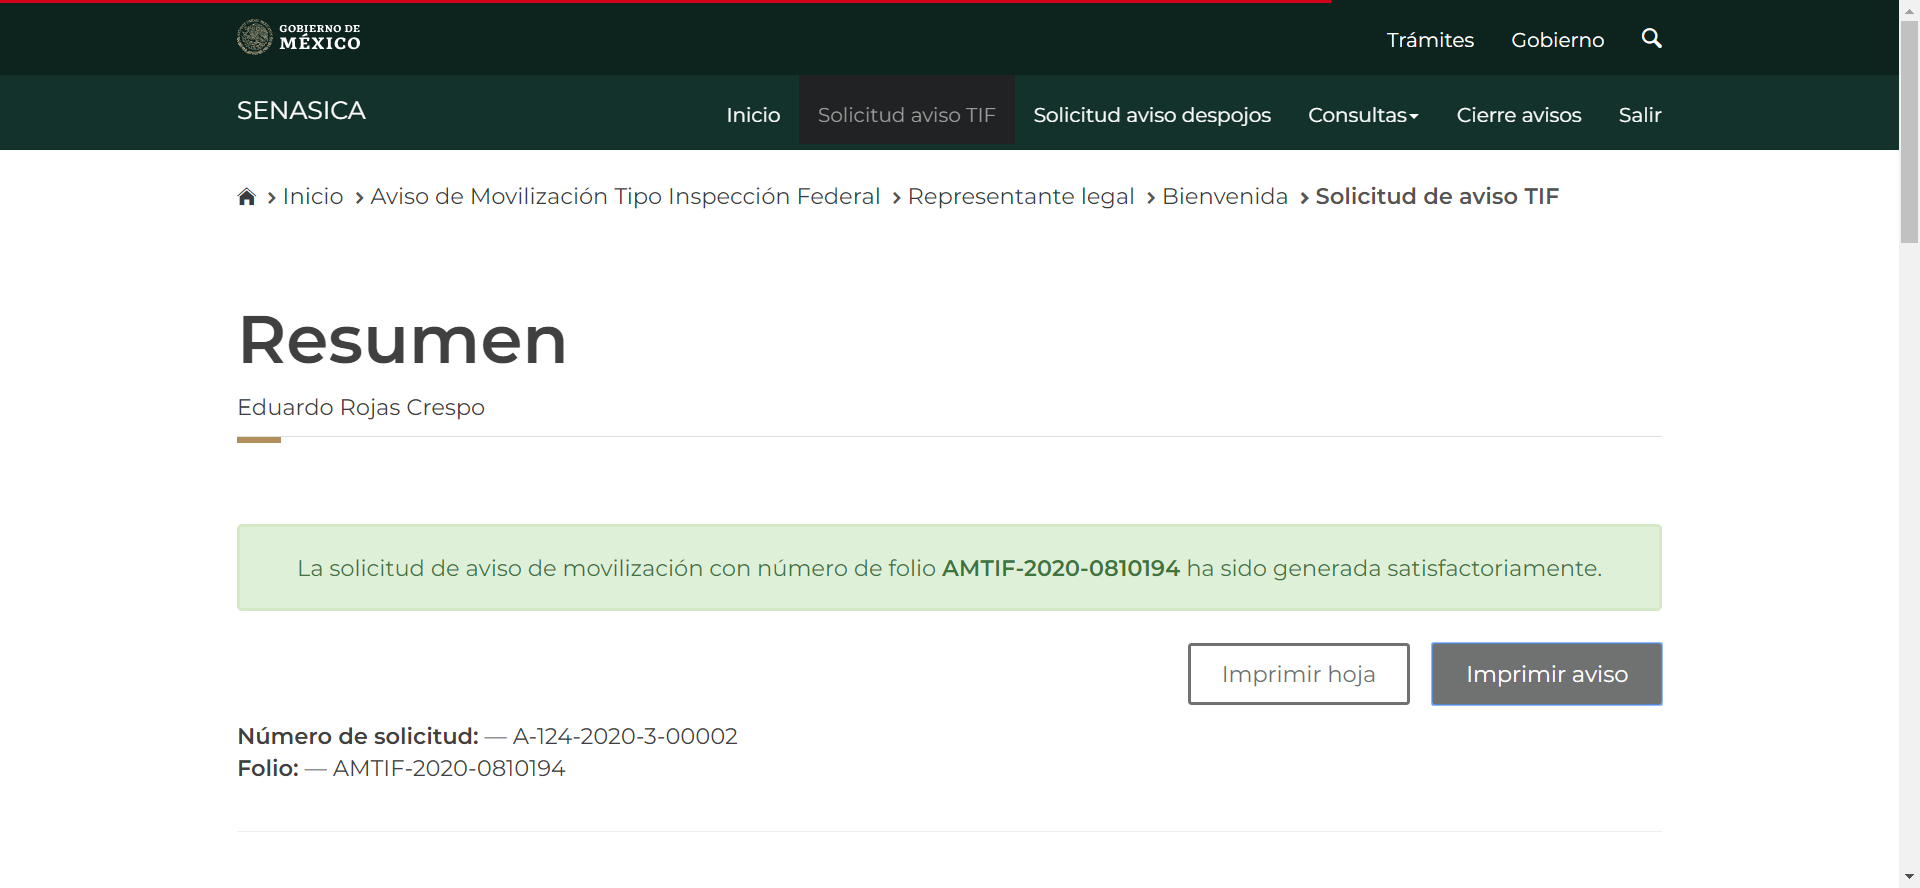 GOBIERNO DE
MÉXICO
Trámites Gobierno
SENASICA
Inicio Solicitud aviso TIF Solicitud aviso despojos Consultas Cierre avisos Salir
Inicio Aviso de Movilización Tipo Inspección Federal Representante legal Bienvenida Solicitud de aviso TIF
Resumen
Eduardo Rojas Crespo
La solicitud de aviso de movilización con número de folio AMTIF-2020-0810194 ha sido generada satisfactoriamente.
Imprimir hoja Imprimir aviso
Número de solicitud: — A-124-2020-3-00002
Folio: — AMTIF-2020-0810194